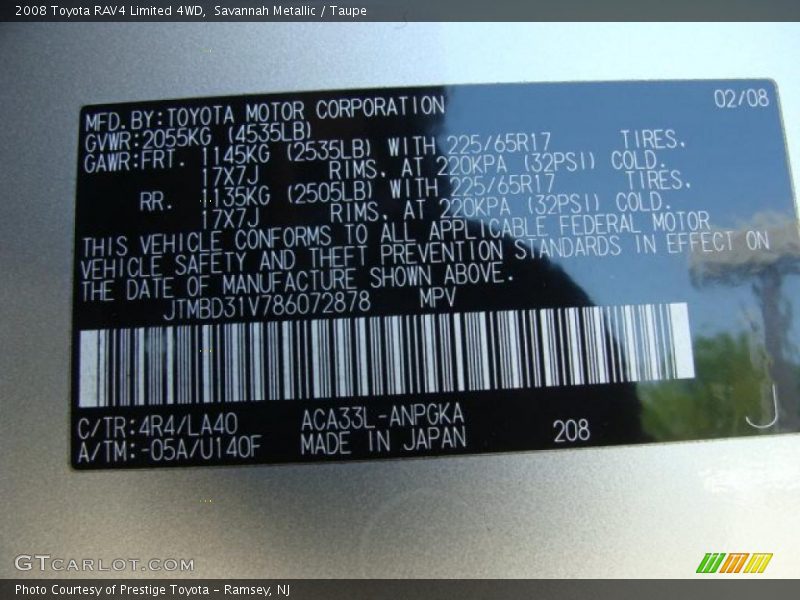 2008 Toyota RAV4 Limited 4WD, Savannah Metallic / Taupe
02/08
MFD.BY:TOYOTA MOTOR CORPORATION
GVWR:2055KG (4535LB)
GAWR:FRT. 1145KG (2535LB) WITH 225/65R17 TIRES.
17X7J RIMS. AT 220KPA (32PSI) COLD.
RR. 1135KG (2505LB) WITH 225/65R17 TIRES.
17X7J RIMS. AT 220KPA (32PSI) COLD.
THIS VEHICLE CONFORMS TO ALL APPLICABLE FEDERAL MOTOR
VEHICLE SAFETY AND THEFT PREVENTION STANDARDS IN EFFECT ON
THE DATE OF MANUFACTURE SHOWN ABOVE.
JTMBD31V786072878 MPV
C/TR:4R4/LA40 ACA33L-ANPGKA
A/TM:-05A/U140F MADE IN JAPAN 208 J
GTCARLOT.COM
Photo Courtesy of Prestige Toyota - Ramsey, NJ